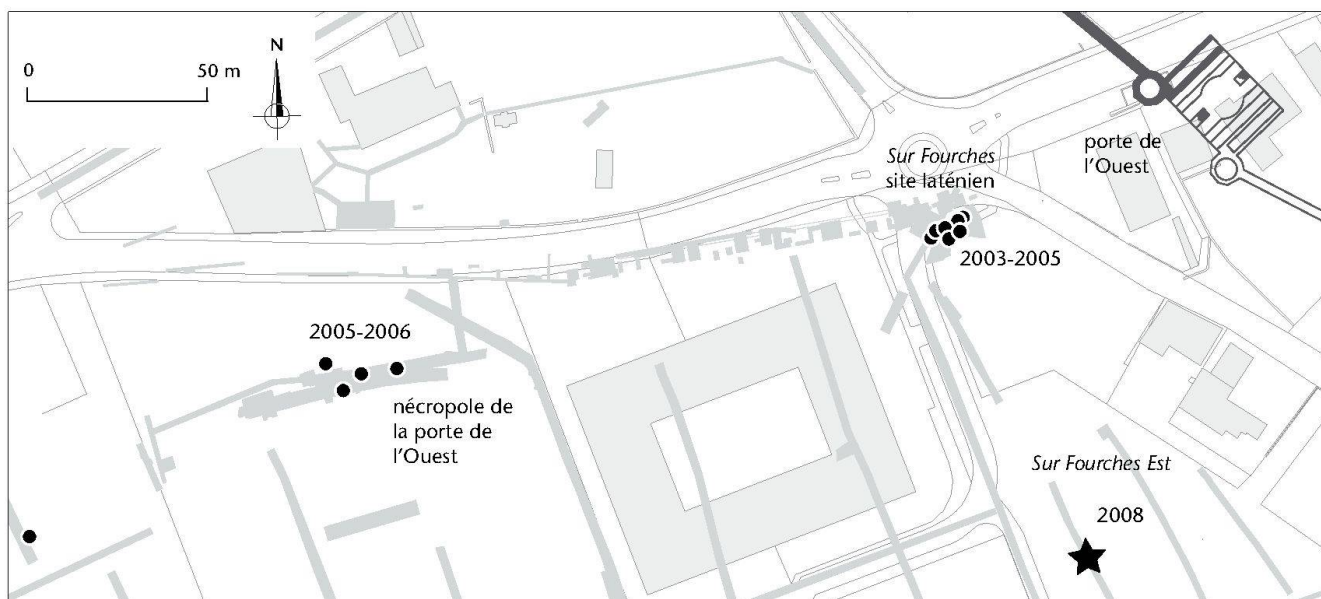 0
50 m
N
porte de
l'Ouest
Sur Fourches
site laténien
2003-2005
2005-2006
nécropole de
la porte de
l'Ouest
Sur Fourches Est
2008